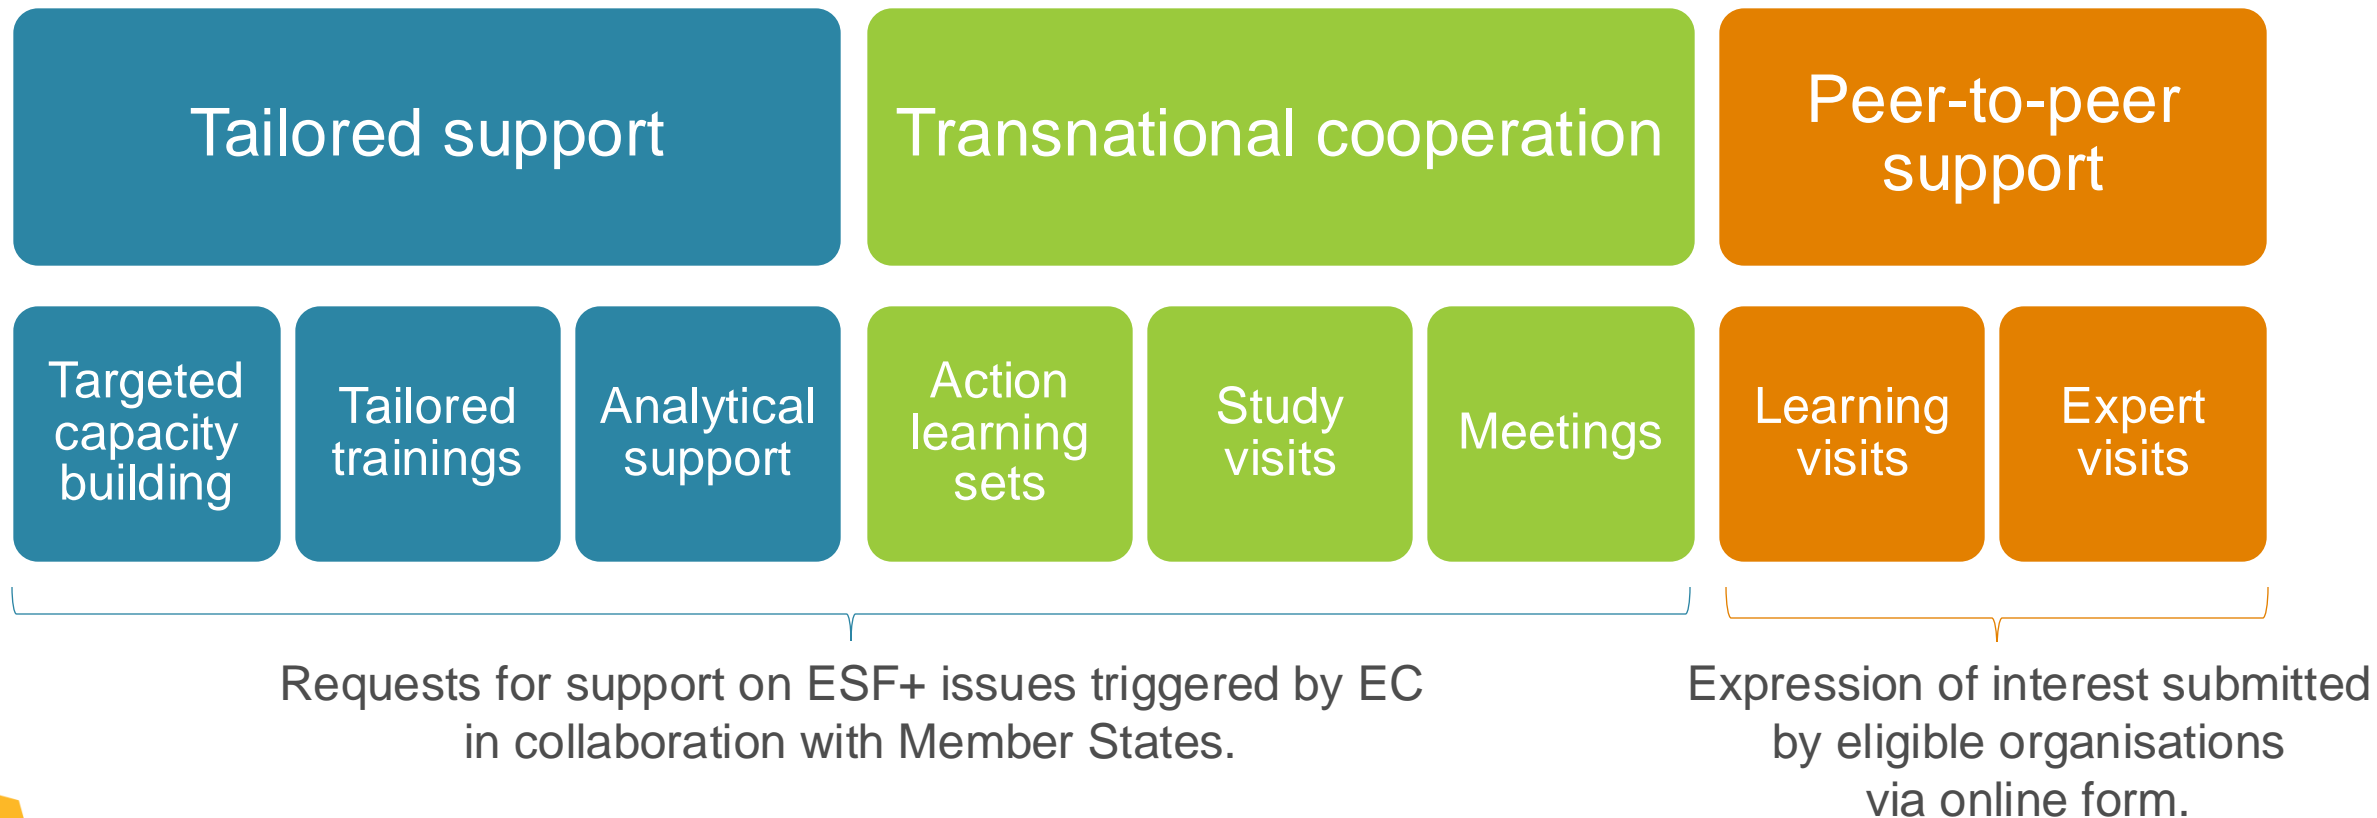 Tailored support
Transnational cooperation
Peer-to-peer
support
Targeted
capacity
building
Tailored
trainings
Analytical
support
Action
learning
sets
Study
visits
Meetings
Learning
visits
Expert
visits
Requests for support on ESF+ issues triggered by EC
in collaboration with Member States.
Expression of interest submitted
by eligible organisations
via online form.